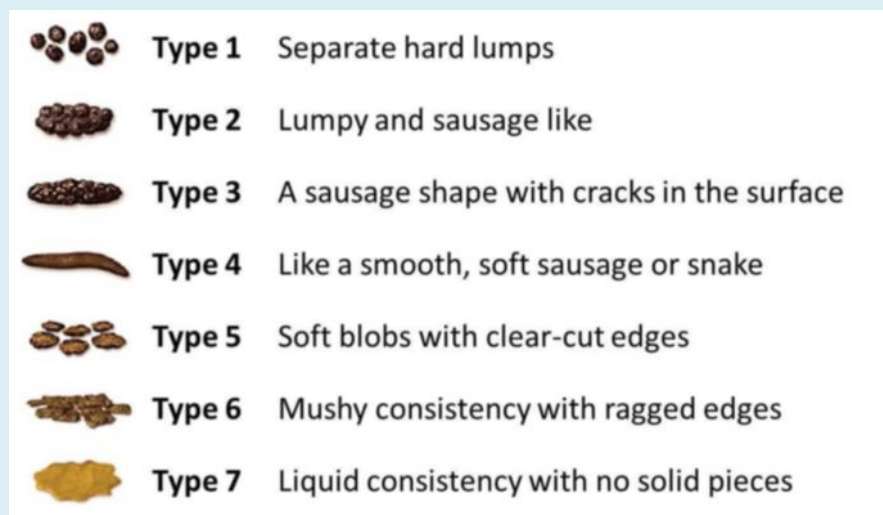 Type 1 Separate hard lumps
Type 2 Lumpy and sausage like
Type 3 A sausage shape with cracks in the surface
Type 4 Like a smooth, soft sausage or snake
Type 5 Soft blobs with clear-cut edges
Type 6 Mushy consistency with ragged edges
Type 7 Liquid consistency with no solid pieces